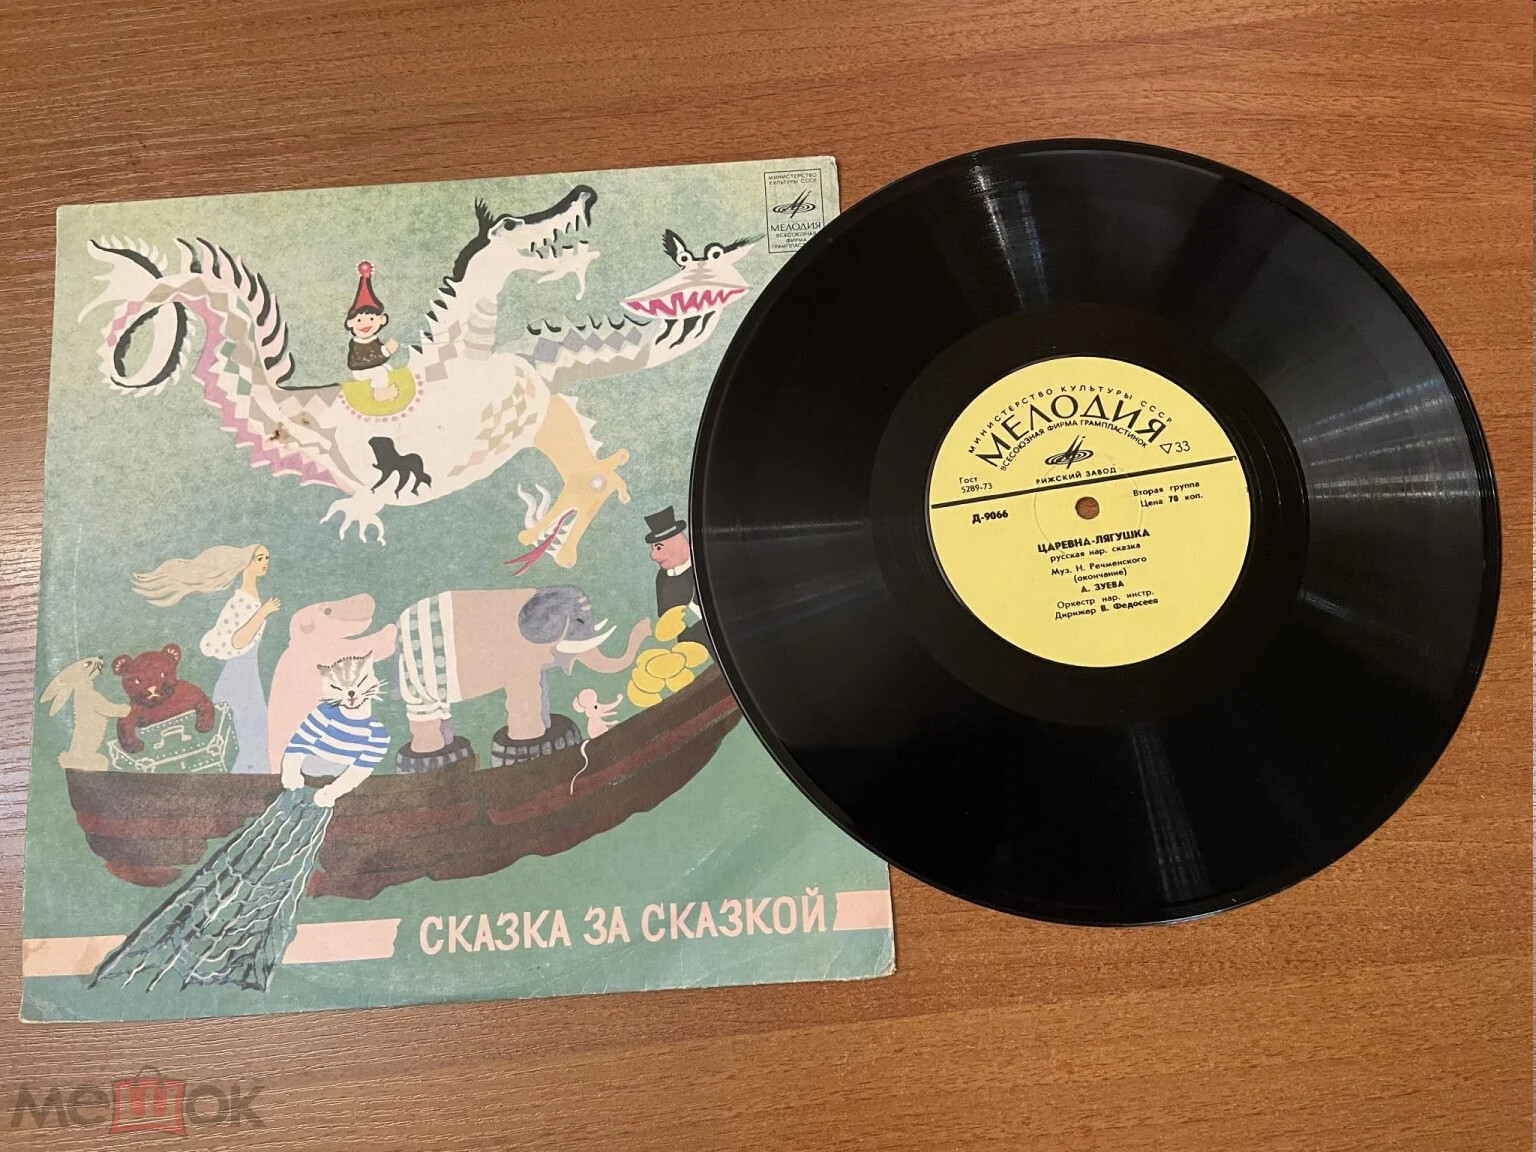 МИНИСТЕРСТВО
КУЛЬТУРЫ СССР
МЕЛОДИЯ
ВСЕСОЮЗНАЯ
ФИРМА
СКАЗКА ЗА СКАЗКОЙ
МИНИСТЕРСТВО КУЛЬТУРЫ СССР
МЕЛОДИЯ
ВСЕСОЮЗНАЯ ФИРМА ГРАМПЛАСТИНОК
▽33
РИЖСКИЙ ЗАВОД
Гост
5289-73
Вторая группа
Цена 70 коп.
Д-9066
ЦАРЕВНА-ЛЯГУШКА
русская нар. сказка
Муз. Н. Речменского
(окончание)
А. ЗУЕВА
Оркестр нар. инстр.
Дирижер В. Федосеев
мешок